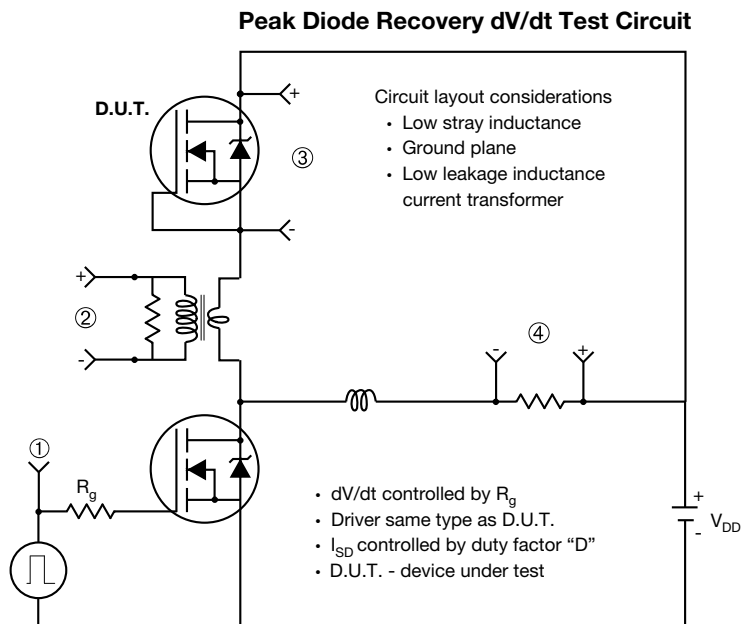 Peak Diode Recovery dV/dt Test Circuit
D.U.T.
+
Circuit layout considerations
• Low stray inductance
• Ground plane
• Low leakage inductance
current transformer
③
-
+
②
-
-
④
+
①
R_g
• dV/dt controlled by R_g
• Driver same type as D.U.T.
• I_SD controlled by duty factor “D”
• D.U.T. - device under test
+
V_DD
-